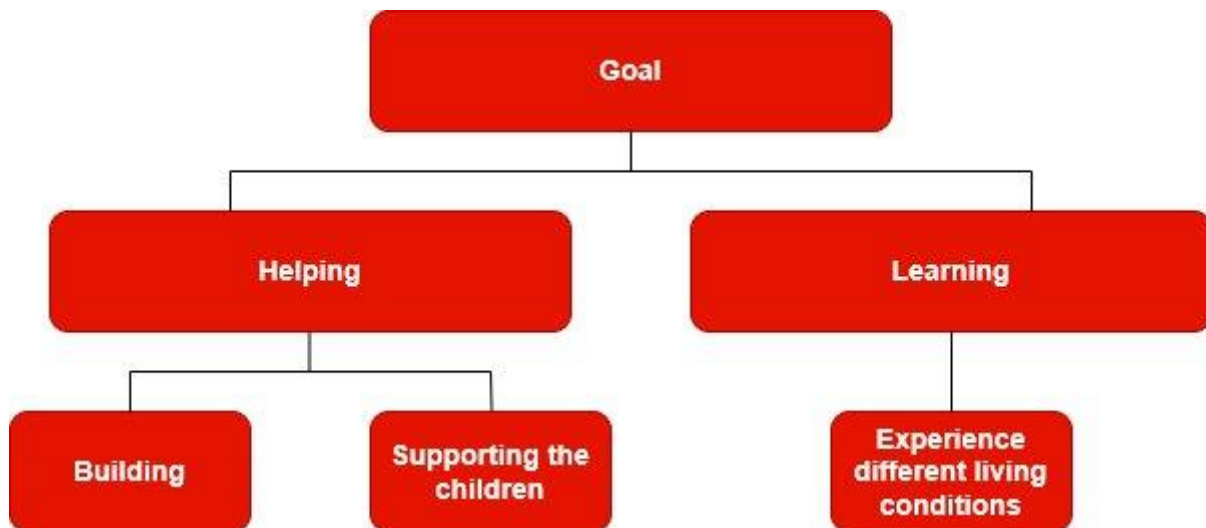 Goal
Helping
Learning
Building
Supporting the
children
Experience
different living
conditions